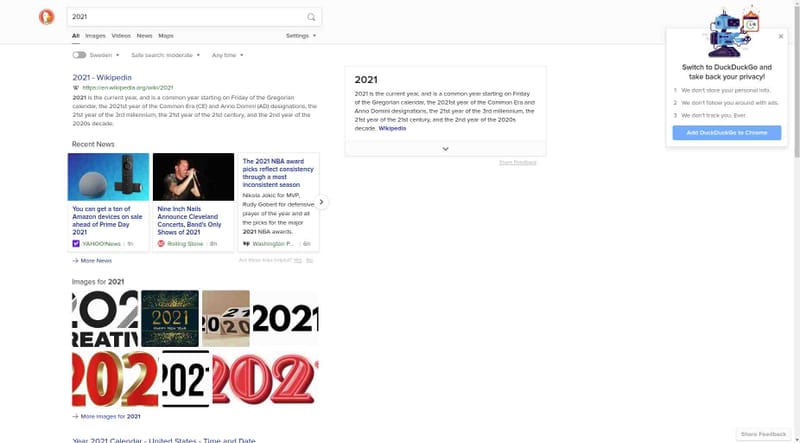 2021
All Images Videos News Maps Settings
Sweden Safe search: moderate Any time
2021 - Wikipedia
https://en.wikipedia.org/wiki/2021
2021 is the current year, and is a common year starting on Friday of the Gregorian
calendar, the 2021st year of the Common Era (CE) and Anno Domini (AD) designations, the
21st year of the 3rd millennium, the 21st year of the 21st century, and the 2nd year of the
2020s decade.
Recent News
You can get a ton of
Amazon devices on sale
ahead of Prime Day
2021
YAHOO!News 1h
Nine Inch Nails
Announce Cleveland
Concerts, Band's Only
Shows of 2021
Rolling Stone 8h
The 2021 NBA award
picks reflect consistency
through a most
inconsistent season
Nikola Jokic for MVP,
Rudy Gobert for defensive
player of the year and all
the picks for the major
2021 NBA awards.
Washington P... 6h
More News
Are these links helpful? Yes No
Images for 2021
2021
HAPPY NEW YEAR
2021
202
2021
202
More Images for 2021
Year 2021 Calendar - United States - Time and Date
2021
2021 is the current year, and is a common year starting on Friday
of the Gregorian calendar, the 2021st year of the Common Era and
Anno Domini designations, the 21st year of the 3rd millennium, the
21st year of the 21st century, and the 2nd year of the 2020s
decade. Wikipedia
Share Feedback
Switch to DuckDuckGo and
take back your privacy!
1 We don't store your personal info.
2 We don't follow you around with ads.
3 We don't track you. Ever.
Add DuckDuckGo to Chrome
Share Feedback